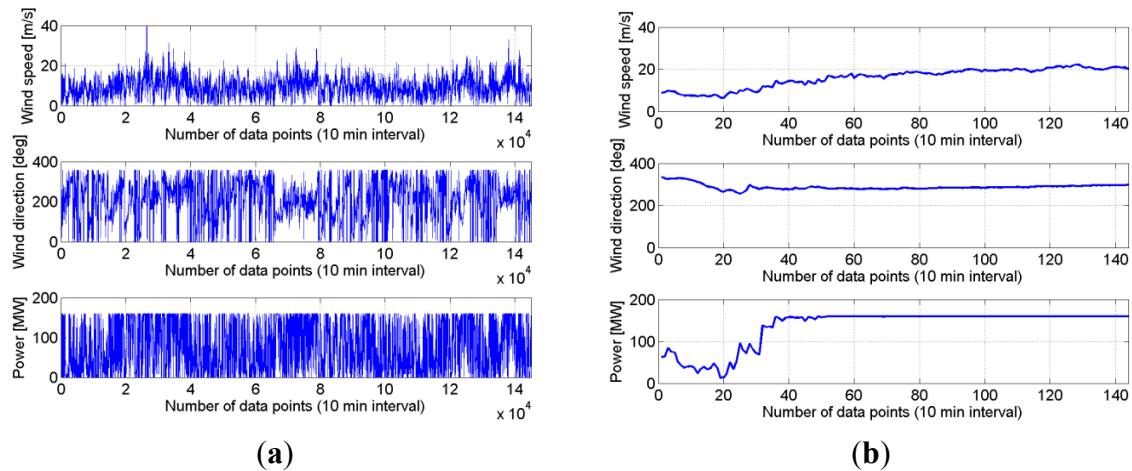 Wind speed [m/s]
40
20
0
0 2 4 6 8 10 12 14
Number of data points (10 min interval)
x 10^4
Wind direction [deg]
400
200
0
0 2 4 6 8 10 12 14
Number of data points (10 min interval)
x 10^4
Power [MW]
200
100
0
0 2 4 6 8 10 12 14
Number of data points (10 min interval)
x 10^4
(a)
Wind speed [m/s]
40
20
0
0 20 40 60 80 100 120 140
Number of data points (10 min interval)
Wind direction [deg]
400
200
0
0 20 40 60 80 100 120 140
Number of data points (10 min interval)
Power [MW]
200
100
0
0 20 40 60 80 100 120 140
Number of data points (10 min interval)
(b)